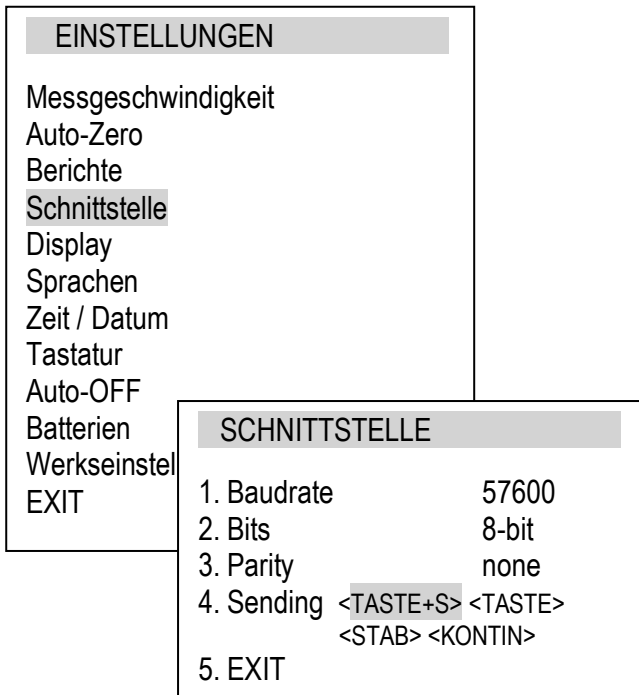 EINSTELLUNGEN
Messgeschwindigkeit
Auto-Zero
Berichte
Schnittstelle
Display
Sprachen
Zeit / Datum
Tastatur
Auto-OFF
Batterien
Werkseinstel
EXIT
SCHNITTSTELLE
1. Baudrate 57600
2. Bits 8-bit
3. Parity none
4. Sending <TASTE+S> <TASTE>
<STAB> <KONTIN>
5. EXIT